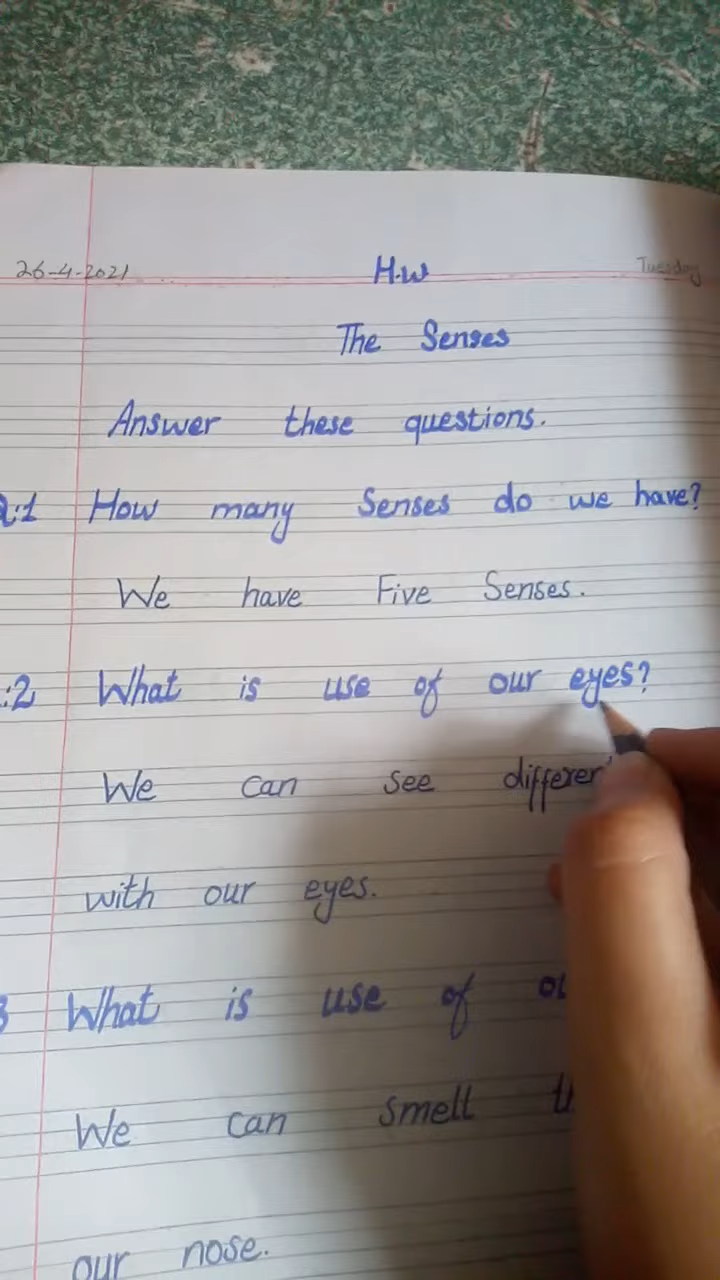 26-4-2021 H.W Tuesday
The Senses
Answer these questions.
Q:1 How many Senses do we have?
We have Five Senses.
:2 What is use of our eyes?
We can see
with our eyes.
3 What is use of
We can smell
our nose.